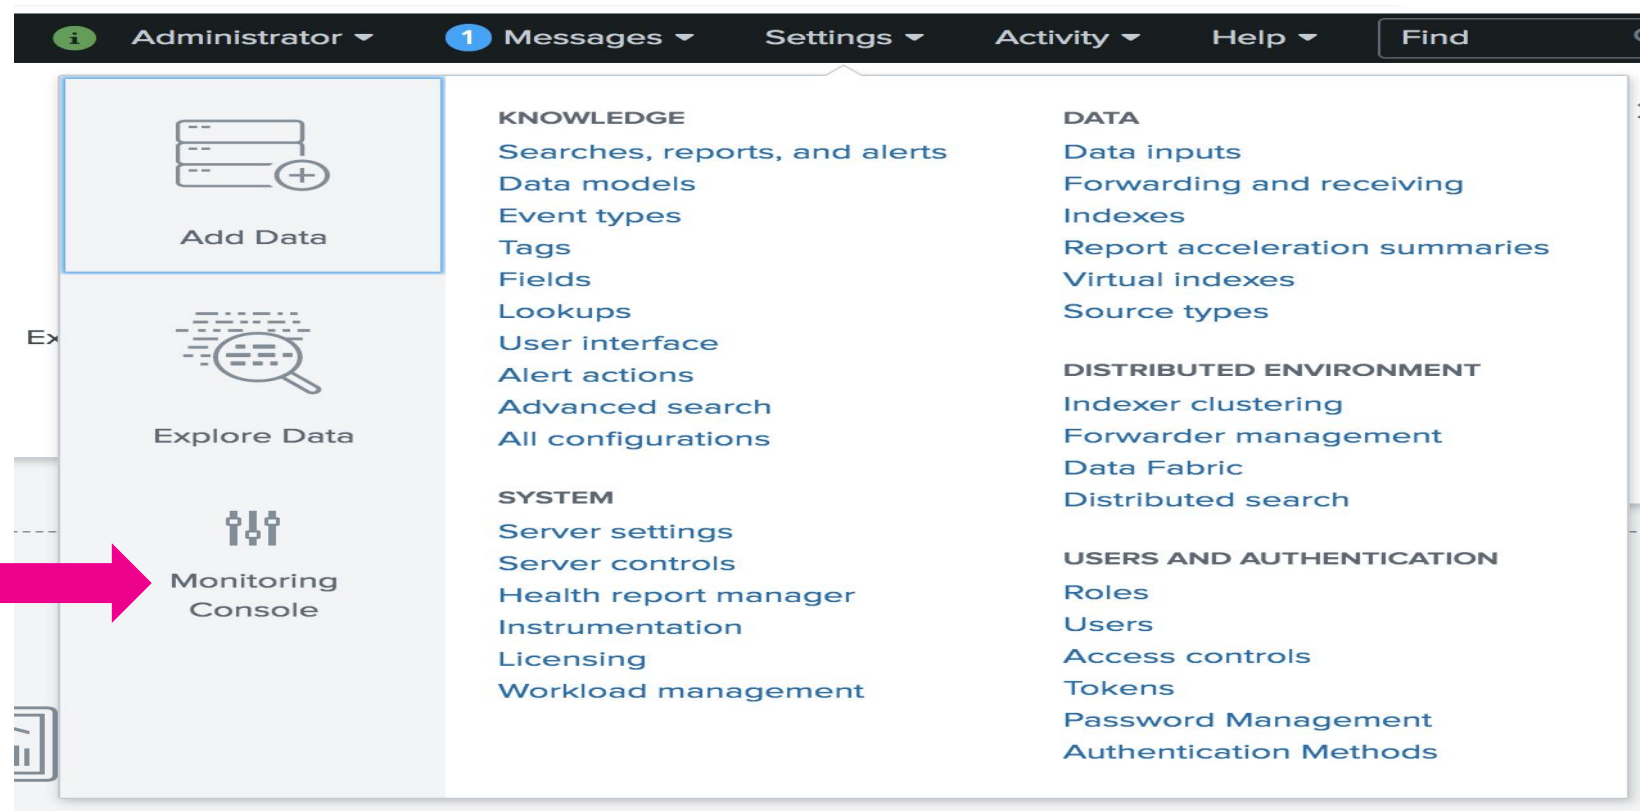 i Administrator 1 Messages Settings Activity Help Find
Add Data
Ex
Explore Data
Monitoring
Console
KNOWLEDGE
Searches, reports, and alerts
Data models
Event types
Tags
Fields
Lookups
User interface
Alert actions
Advanced search
All configurations
SYSTEM
Server settings
Server controls
Health report manager
Instrumentation
Licensing
Workload management
DATA
Data inputs
Forwarding and receiving
Indexes
Report acceleration summaries
Virtual indexes
Source types
DISTRIBUTED ENVIRONMENT
Indexer clustering
Forwarder management
Data Fabric
Distributed search
USERS AND AUTHENTICATION
Roles
Users
Access controls
Tokens
Password Management
Authentication Methods